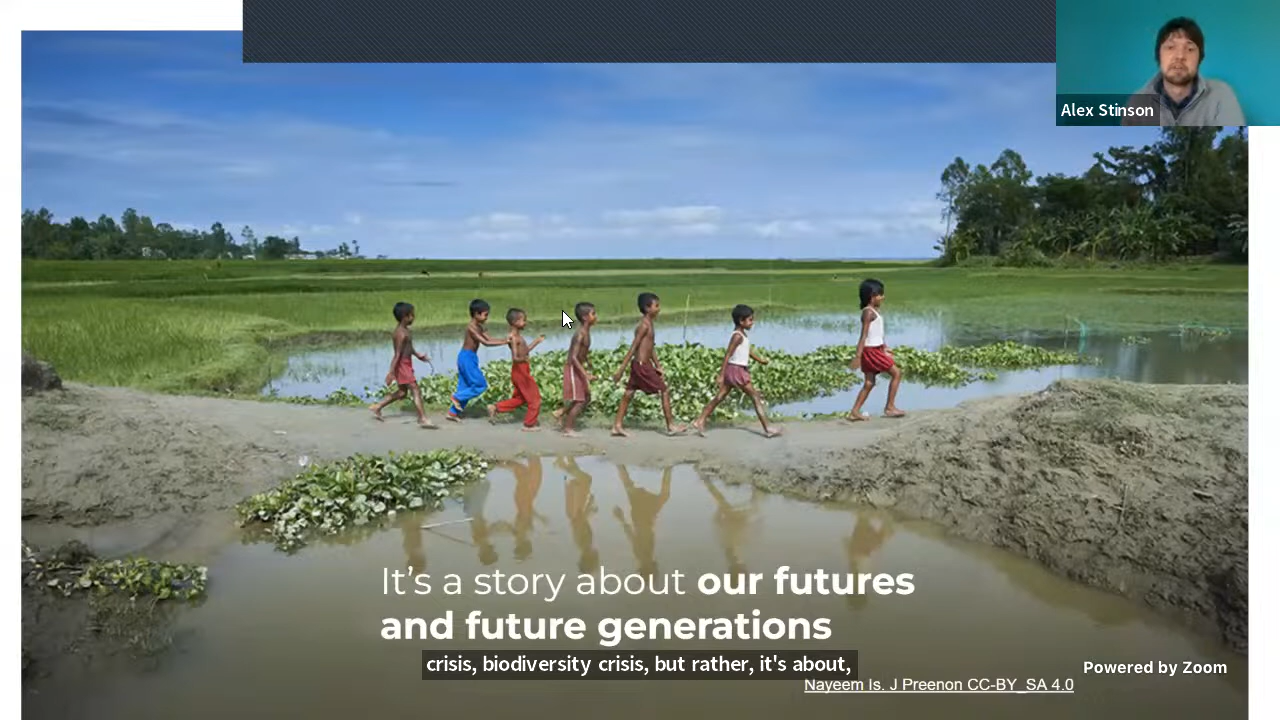 Alex Stinson
It’s a story about our futures
and future generations
crisis, biodiversity crisis, but rather, it's about,
Powered by Zoom
Nayeem Is. J Preenon CC-BY_SA 4.0